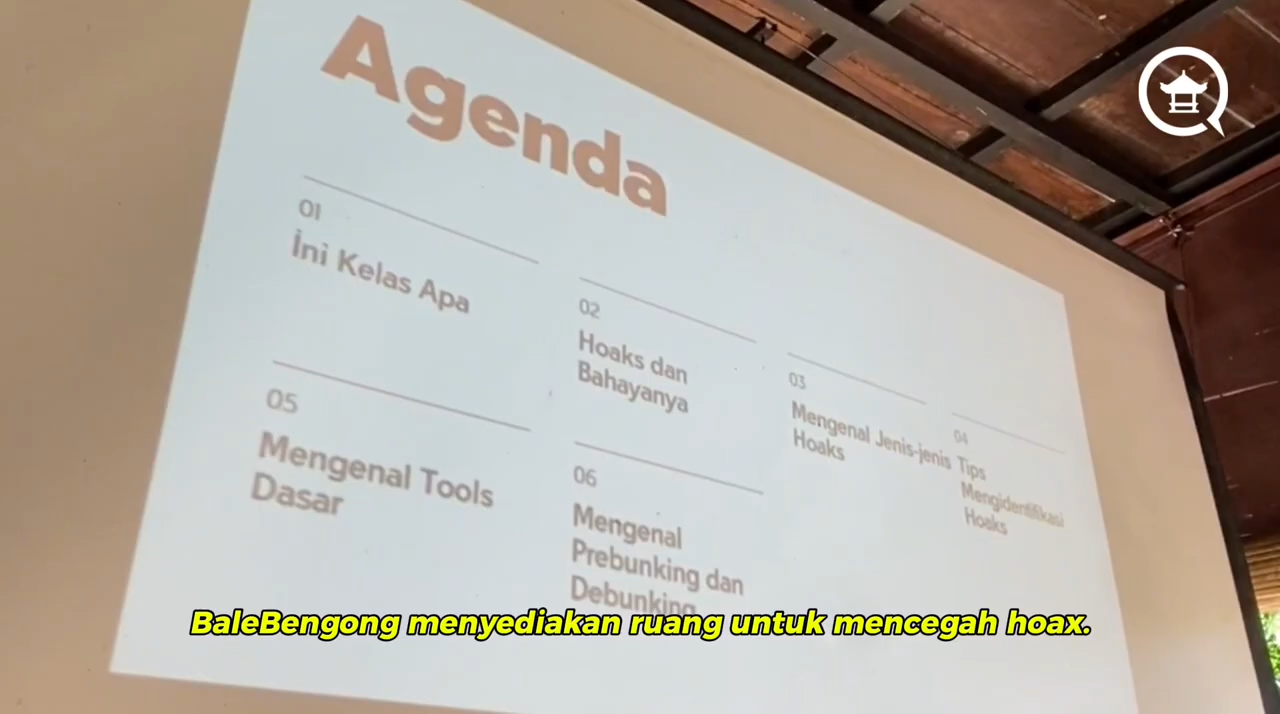 Agenda
01
Ini Kelas Apa
02
Hoaks dan
Bahayanya
03
Mengenal Jenis-jenis
Hoaks
04
Tips
Mengidentifikasi
Hoaks
05
Mengenal Tools
Dasar
06
Mengenal
Prebunking dan
Debunking
BaleBengong menyediakan ruang untuk mencegah hoax.